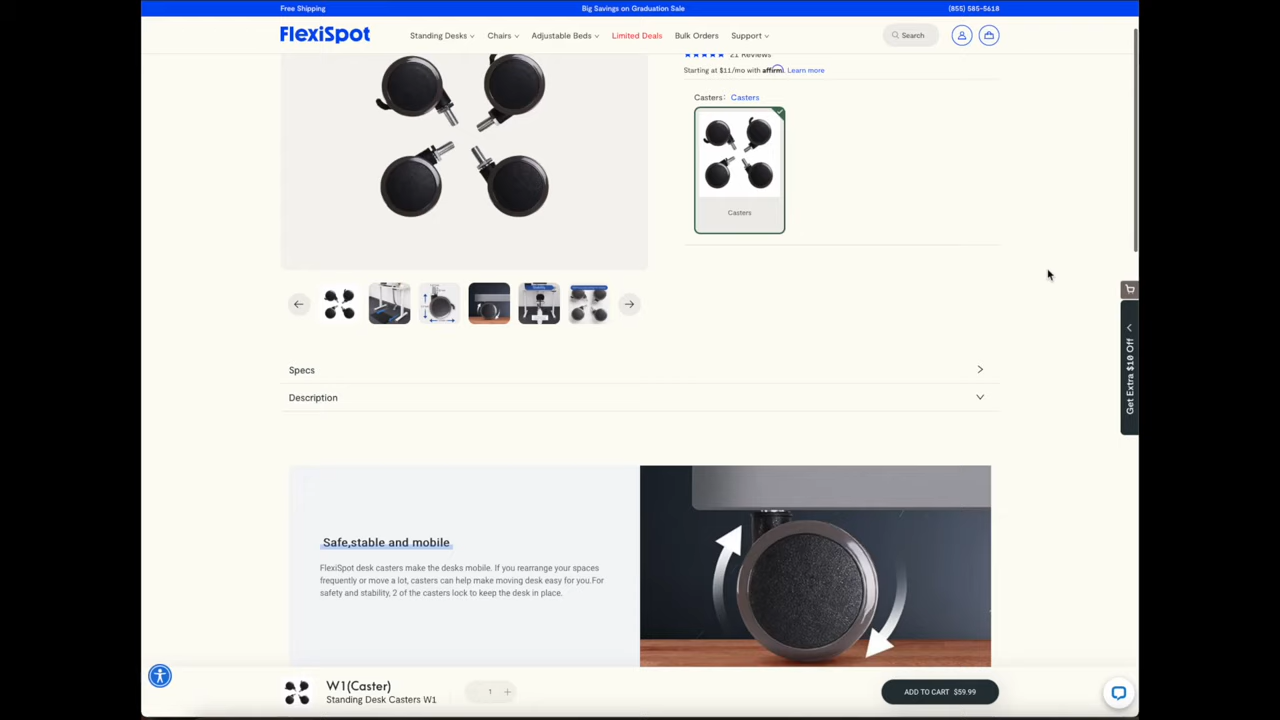 Free Shipping
Big Savings on Graduation Sale
(855) 585-5618
FlexiSpot
Standing Desks
Chairs
Adjustable Beds
Limited Deals
Bulk Orders
Support
Search
21 Reviews
Starting at $11/mo with affirm. Learn more
Casters: Casters
Casters
Get Extra $10 Off
Specs
Description
Safe,stable and mobile
FlexiSpot desk casters make the desks mobile. If you rearrange your spaces
frequently or move a lot, casters can help make moving desk easy for you.For
safety and stability, 2 of the casters lock to keep the desk in place.
W1(Caster)
Standing Desk Casters W1
1 +
ADD TO CART $59.99